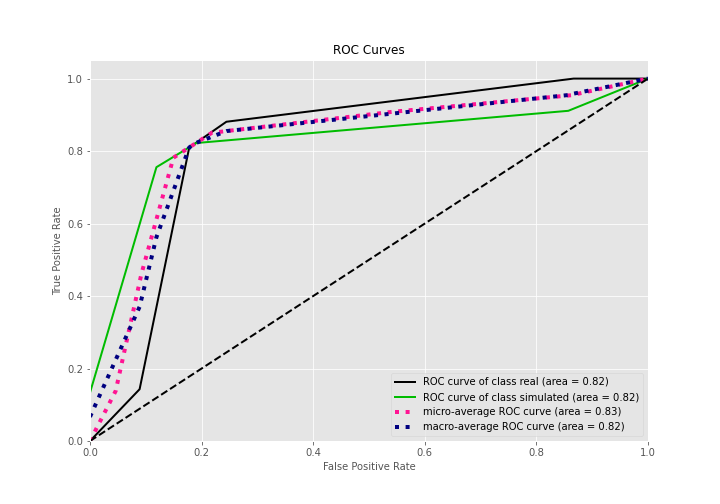 ROC Curves
1.0
0.8
0.6
0.4
0.2
0.0
True Positive Rate
0.0 0.2 0.4 0.6 0.8 1.0
False Positive Rate
ROC curve of class real (area = 0.82)
ROC curve of class simulated (area = 0.82)
micro-average ROC curve (area = 0.83)
macro-average ROC curve (area = 0.82)